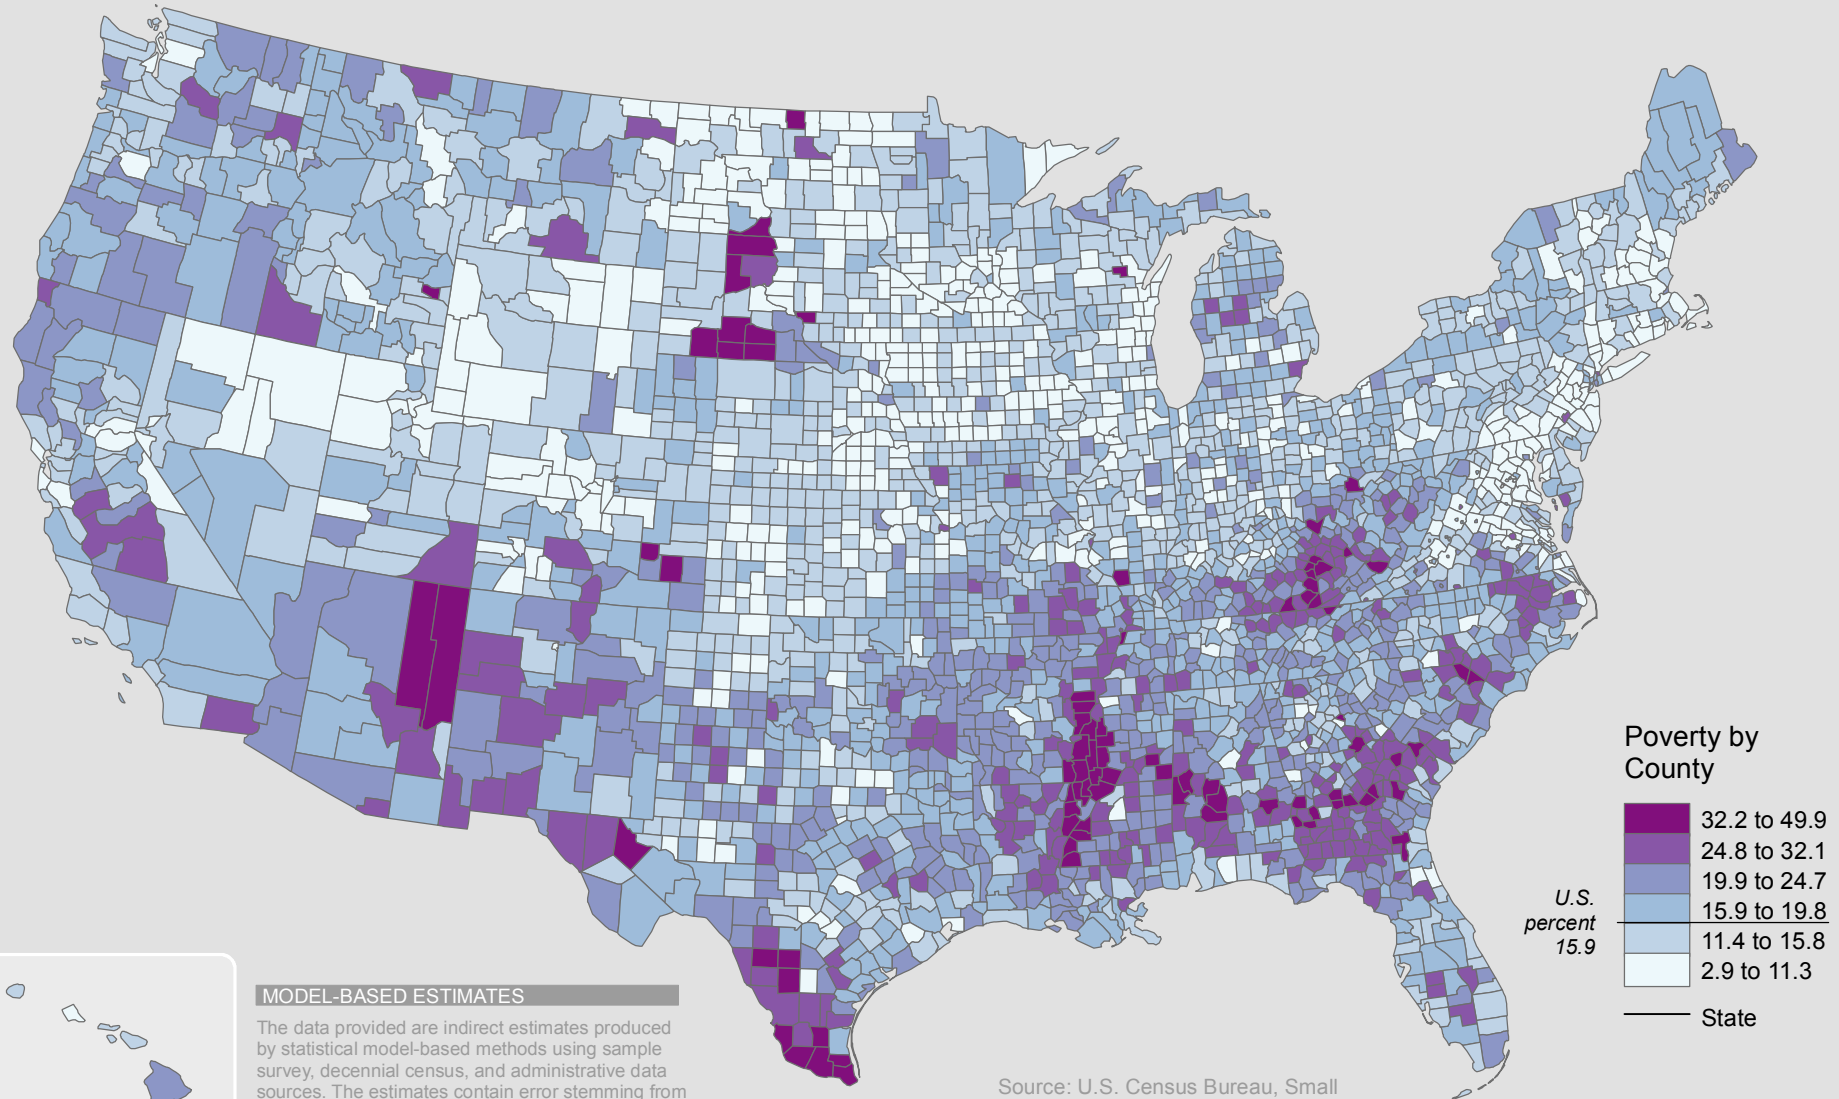 Poverty by
County
32.2 to 49.9
24.8 to 32.1
19.9 to 24.7
15.9 to 19.8
11.4 to 15.8
2.9 to 11.3
State
U.S.
percent
15.9
MODEL-BASED ESTIMATES
The data provided are indirect estimates produced
by statistical model-based methods using sample
survey, decennial census, and administrative data
sources. The estimates contain error stemming from
Source: U.S. Census Bureau, Small